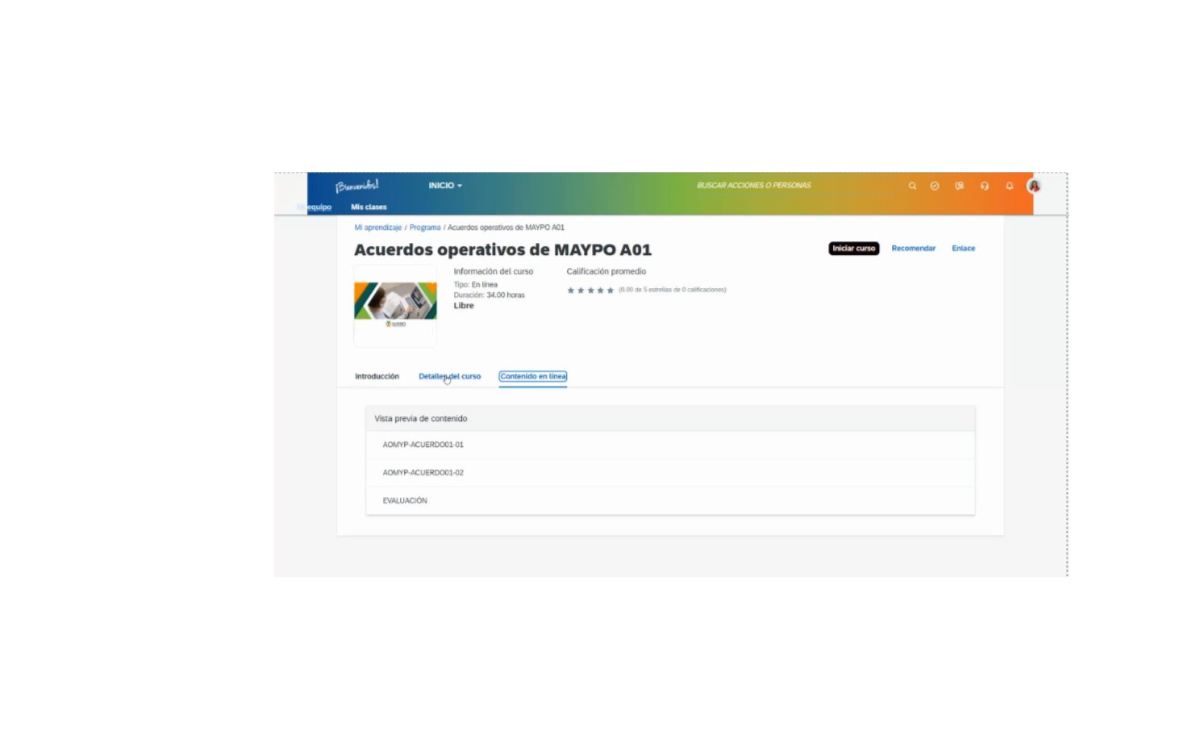 ¡Bienvenido!
INICIO
BUSCAR ACCIONES O PERSONAS
equipo
Mis clases
Mi aprendizaje / Programa / Acuerdos operativos de MAYPO A01
Acuerdos operativos de MAYPO A01
Iniciar curso
Recomendar
Enlace
Información del curso
Calificación promedio
Tipo: En línea
(0.00 de 5 estrellas de 0 calificaciones)
Duración: 34.00 horas
Libre
Introducción
Detalles del curso
Contenido en línea
Vista previa de contenido
AOMYP-ACUERDO01-01
AOMYP-ACUERDO01-02
EVALUACIÓN